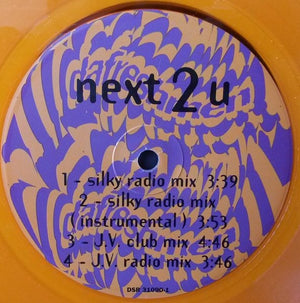 next 2 u
1 - silky radio mix 3:39
2 - silky radio mix
( instrumental ) 3:53
3 - J.V. club mix 4:46
4 - J.V. radio mix 3:46
DSR 31090-1